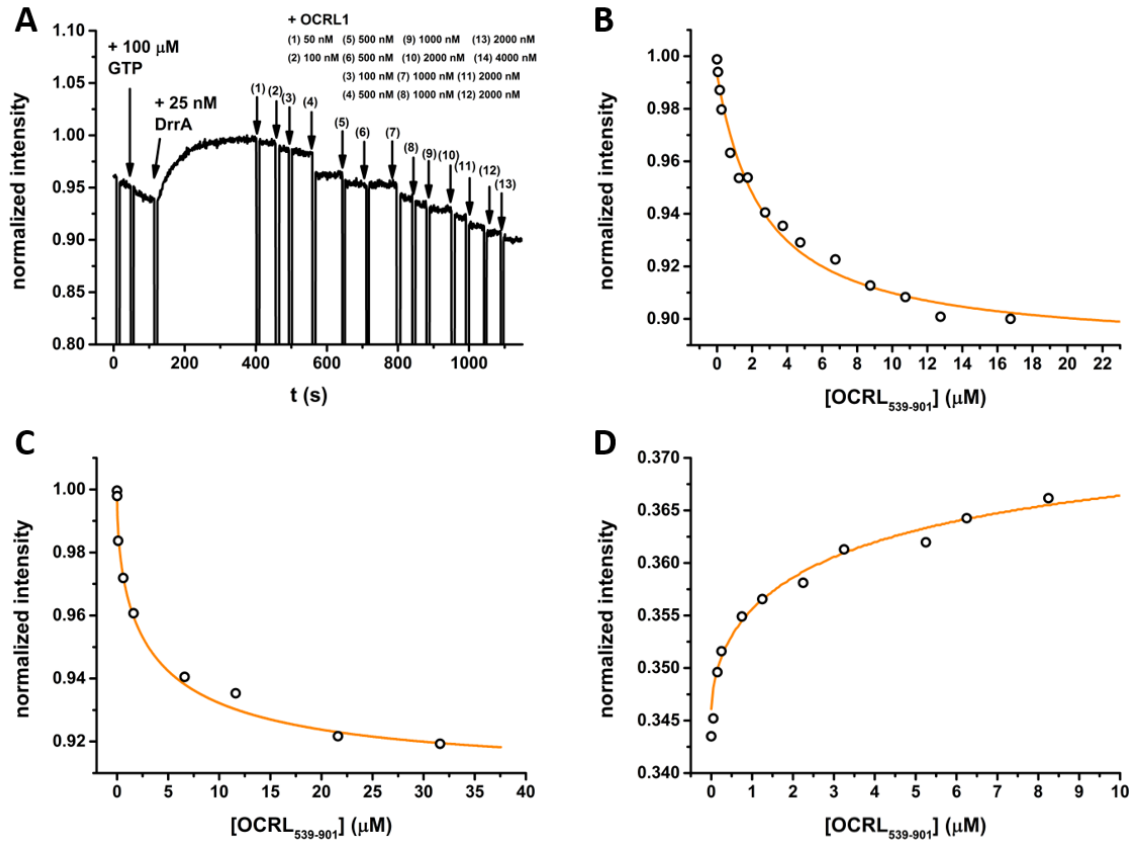 A
+ OCRL1
(1) 50 nM (5) 500 nM (9) 1000 nM (13) 2000 nM
(2) 100 nM (6) 500 nM (10) 2000 nM (14) 4000 nM
(3) 100 nM (7) 1000 nM (11) 2000 nM
(4) 500 nM (8) 1000 nM (12) 2000 nM
+ 100 μM
GTP
+ 25 nM
DrrA
(1) (2) (3) (4) (5) (6) (7) (8) (9) (10) (11) (12) (13)
1.10
1.05
1.00
0.95
0.90
0.85
0.80
normalized intensity
0 200 400 600 800 1000
t (s)
B
1.00
0.98
0.96
0.94
0.92
0.90
normalized intensity
0 2 4 6 8 10 12 14 16 18 20 22
[OCRL539-901] (μM)
C
1.00
0.98
0.96
0.94
0.92
normalized intensity
0 5 10 15 20 25 30 35 40
[OCRL539-901] (μM)
D
0.370
0.365
0.360
0.355
0.350
0.345
0.340
normalized intensity
0 1 2 3 4 5 6 7 8 9 10
[OCRL539-901] (μM)